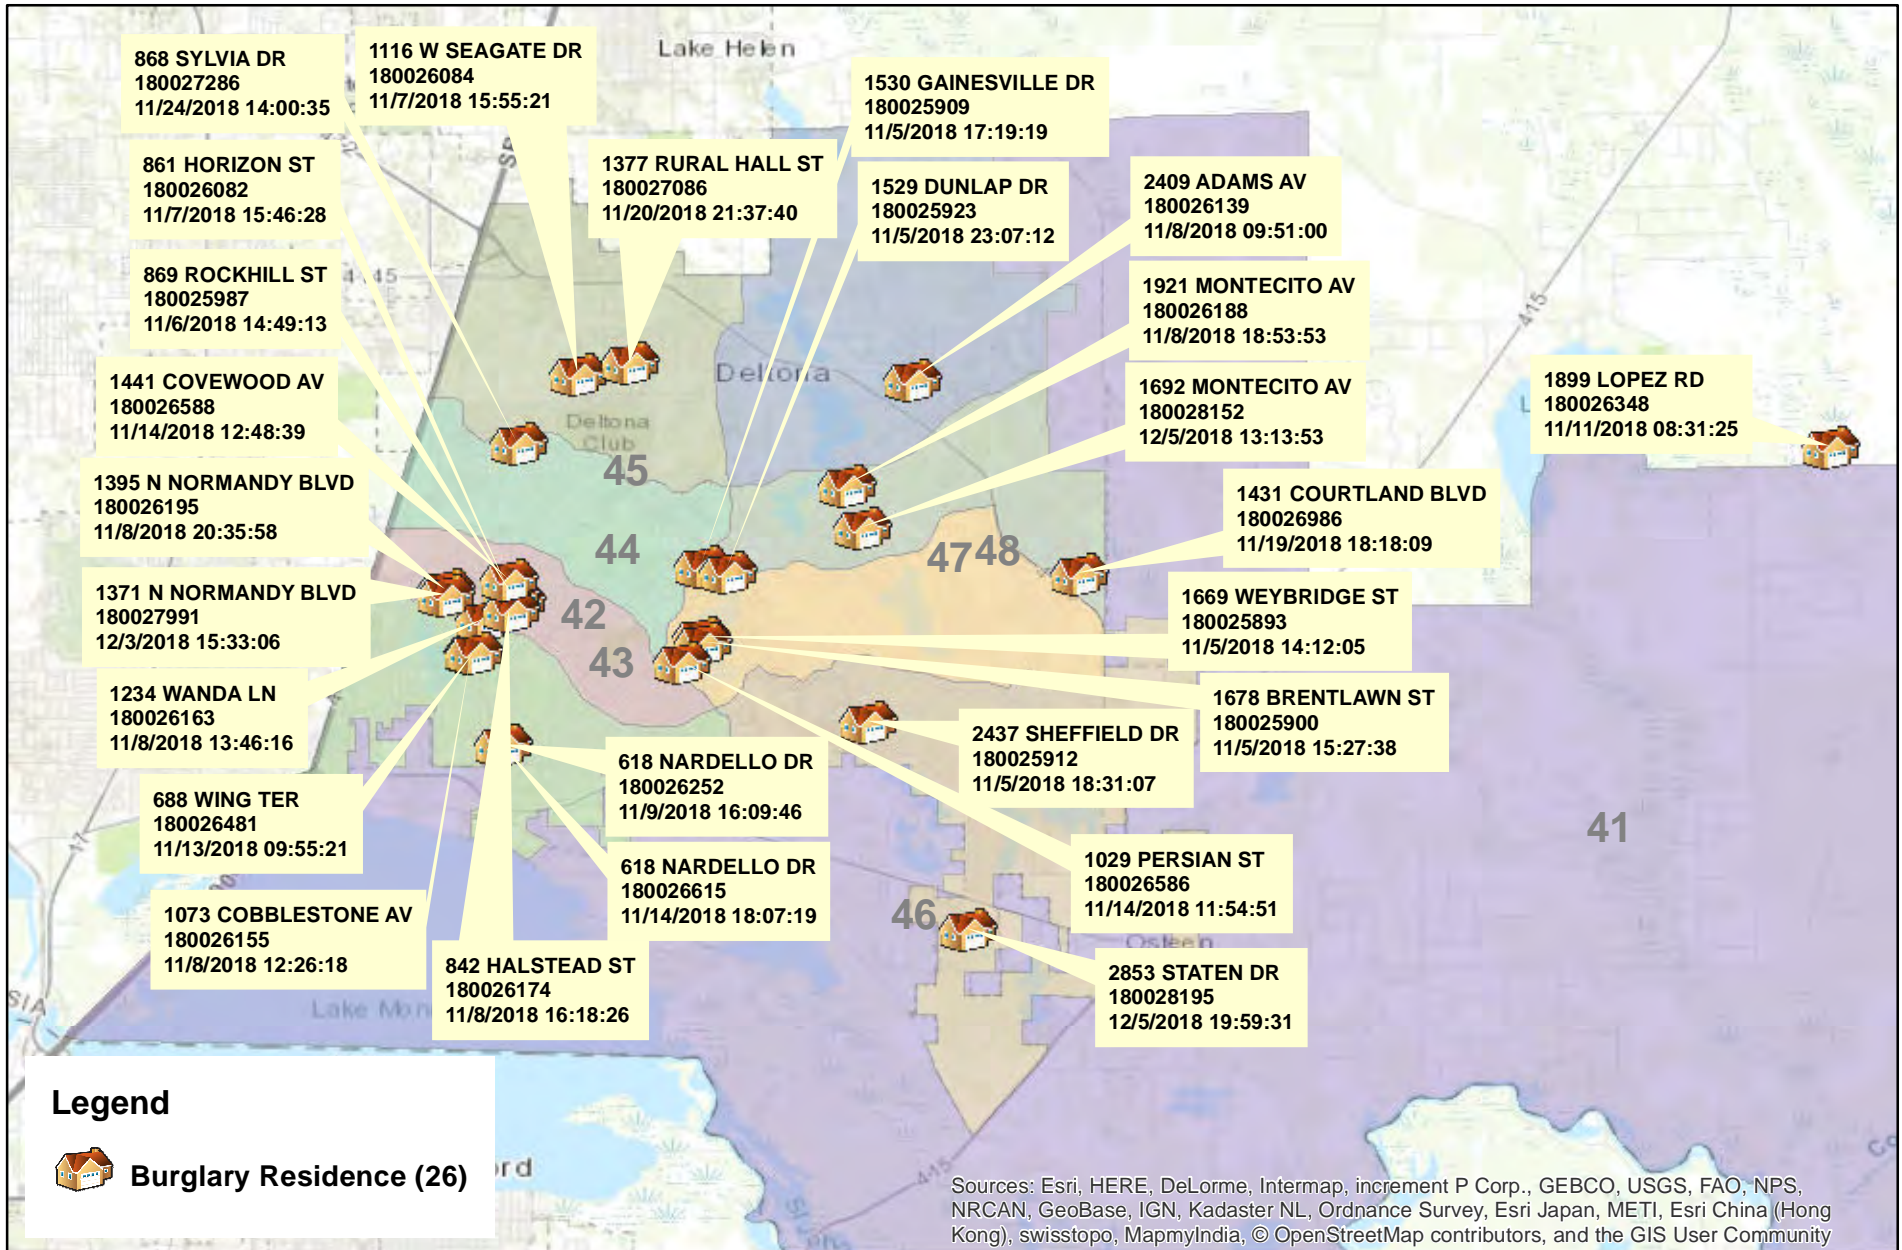 868 SYLVIA DR
180027286
11/24/2018 14:00:35
1116 W SEAGATE DR
180026084
11/7/2018 15:55:21
Lake Helen
1530 GAINESVILLE DR
180025909
11/5/2018 17:19:19
861 HORIZON ST
180026082
11/7/2018 15:46:28
1377 RURAL HALL ST
180027086
11/20/2018 21:37:40
1529 DUNLAP DR
180025923
11/5/2018 23:07:12
2409 ADAMS AV
180026139
11/8/2018 09:51:00
869 ROCKHILL ST
180025987
11/6/2018 14:49:13
1921 MONTECITO AV
180026188
11/8/2018 18:53:53
415
1441 COVEWOOD AV
180026588
11/14/2018 12:48:39
Deltona
1692 MONTECITO AV
180028152
12/5/2018 13:13:53
1899 LOPEZ RD
180026348
11/11/2018 08:31:25
Deltona
Club
45
1395 N NORMANDY BLVD
180026195
11/8/2018 20:35:58
1431 COURTLAND BLVD
180026986
11/19/2018 18:18:09
44
47 48
1371 N NORMANDY BLVD
180027991
12/3/2018 15:33:06
42
43
1669 WEYBRIDGE ST
180025893
11/5/2018 14:12:05
1234 WANDA LN
180026163
11/8/2018 13:46:16
1678 BRENTLAWN ST
180025900
11/5/2018 15:27:38
2437 SHEFFIELD DR
180025912
11/5/2018 18:31:07
618 NARDELLO DR
180026252
11/9/2018 16:09:46
688 WING TER
180026481
11/13/2018 09:55:21
17
41
618 NARDELLO DR
180026615
11/14/2018 18:07:19
1029 PERSIAN ST
180026586
11/14/2018 11:54:51
46
Osteen
1073 COBBLESTONE AV
180026155
11/8/2018 12:26:18
842 HALSTEAD ST
180026174
11/8/2018 16:18:26
2853 STATEN DR
180028195
12/5/2018 19:59:31
Lake Mon
Legend
Burglary Residence (26)
rd
415
Sources: Esri, HERE, DeLorme, Intermap, increment P Corp., GEBCO, USGS, FAO, NPS,
NRCAN, GeoBase, IGN, Kadaster NL, Ordnance Survey, Esri Japan, METI, Esri China (Hong
Kong), swisstopo, MapmyIndia, © OpenStreetMap contributors, and the GIS User Community